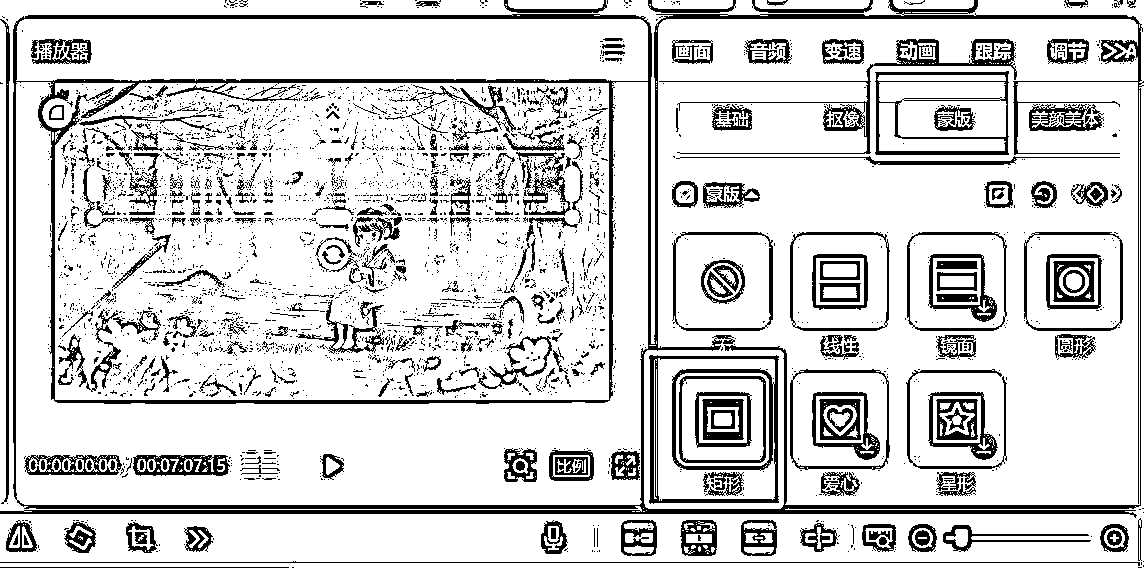 播放器
画面 音频 变速 动画 跟踪 调节
基础 抠像 蒙版 美颜美体
蒙版
无 线性 镜面 圆形
矩形 爱心 星形
00:00:00:00 / 00:07:07:15 比例